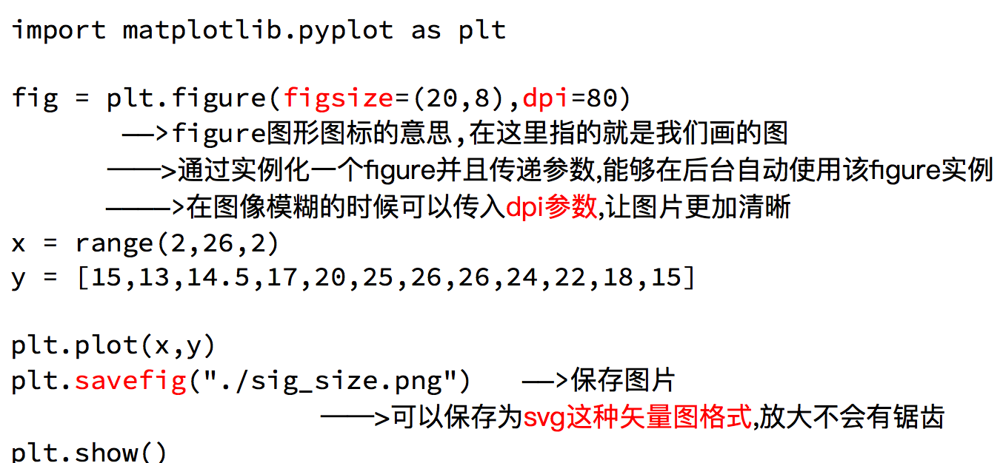 import matplotlib.pyplot as plt
fig = plt.figure(figsize=(20,8),dpi=80)
——>figure图形图标的意思,在这里指的就是我们画的图
———>通过实例化一个figure并且传递参数,能够在后台自动使用该figure实例
————>在图像模糊的时候可以传入dpi参数,让图片更加清晰
x = range(2,26,2)
y = [15,13,14.5,17,20,25,26,26,24,22,18,15]
plt.plot(x,y)
plt.savefig("./sig_size.png") ——>保存图片
———>可以保存为svg这种矢量图格式,放大不会有锯齿
plt.show()